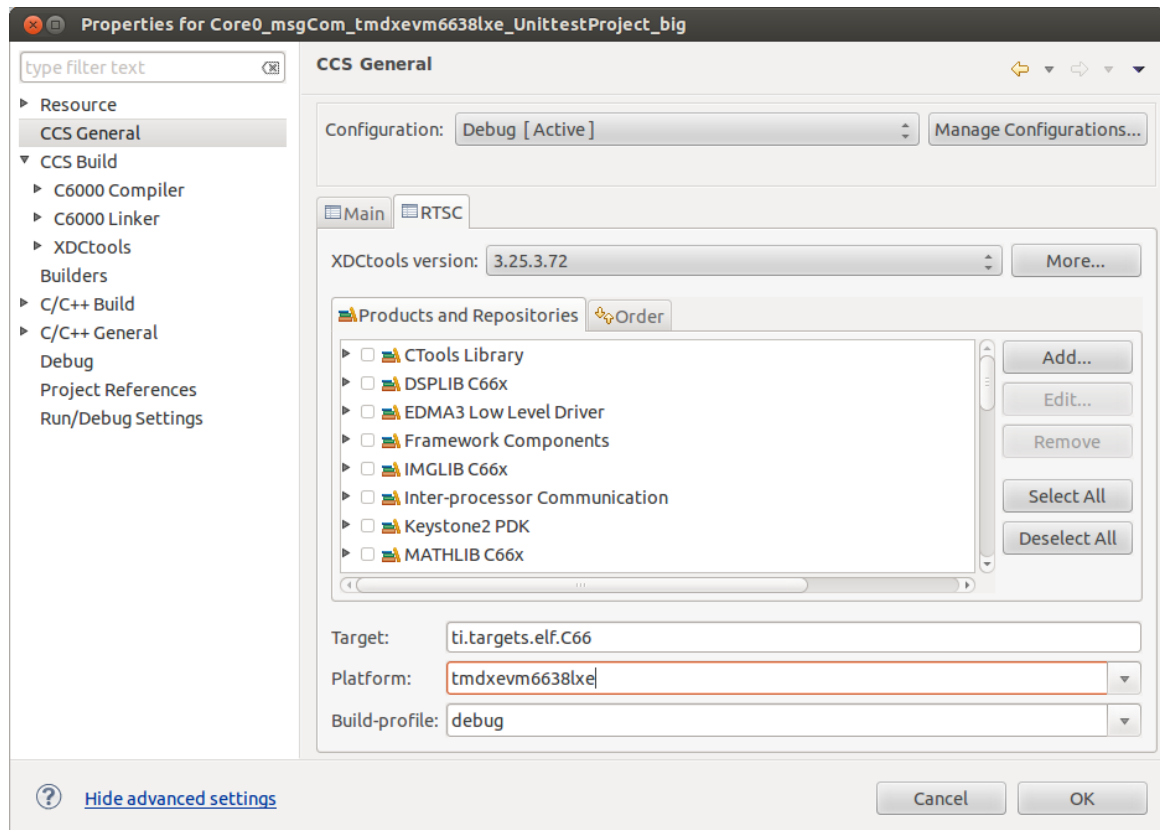 Properties for Core0_msgCom_tmdxevm6638lxe_UnittestProject_big
type filter text
Resource
CCS General
CCS Build
C6000 Compiler
C6000 Linker
XDCtools
Builders
C/C++ Build
C/C++ General
Debug
Project References
Run/Debug Settings
CCS General
Configuration: Debug [ Active ] Manage Configurations...
Main RTSC
XDCtools version: 3.25.3.72 More...
Products and Repositories Order
CTools Library
DSPLIB C66x
EDMA3 Low Level Driver
Framework Components
IMGLIB C66x
Inter-processor Communication
Keystone2 PDK
MATHLIB C66x
Add...
Edit...
Remove
Select All
Deselect All
Target: ti.targets.elf.C66
Platform: tmdxevm6638lxe
Build-profile: debug
? Hide advanced settings Cancel OK